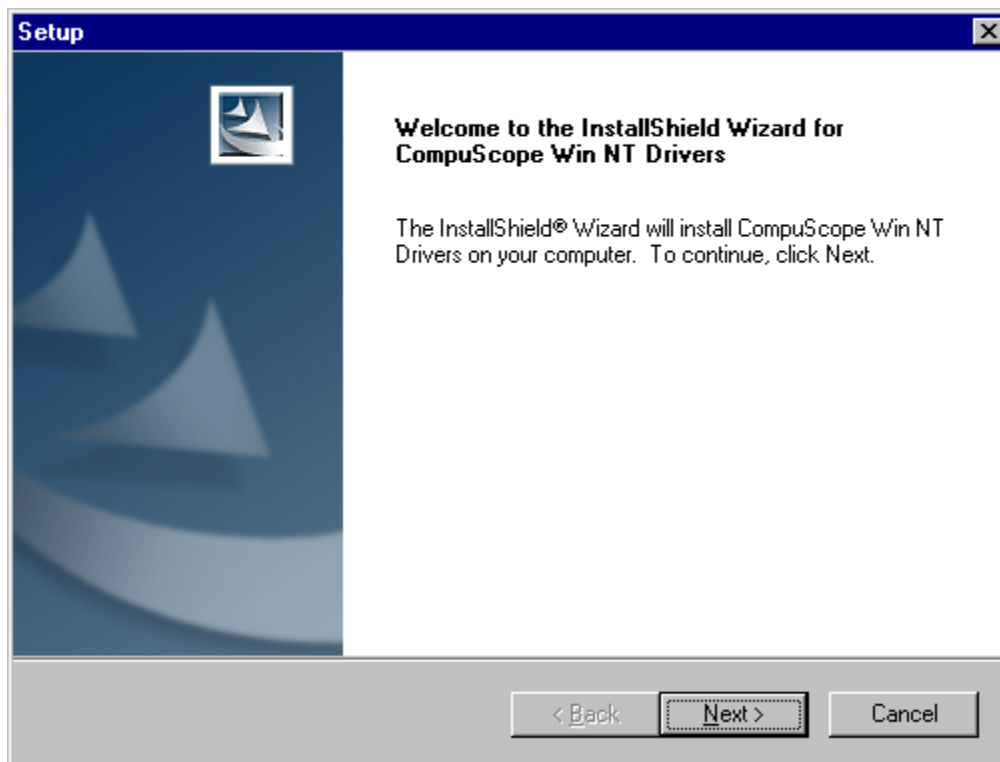 Setup
Welcome to the InstallShield Wizard for
CompuScope Win NT Drivers
The InstallShield® Wizard will install CompuScope Win NT
Drivers on your computer.  To continue, click Next.
< Back
Next >
Cancel